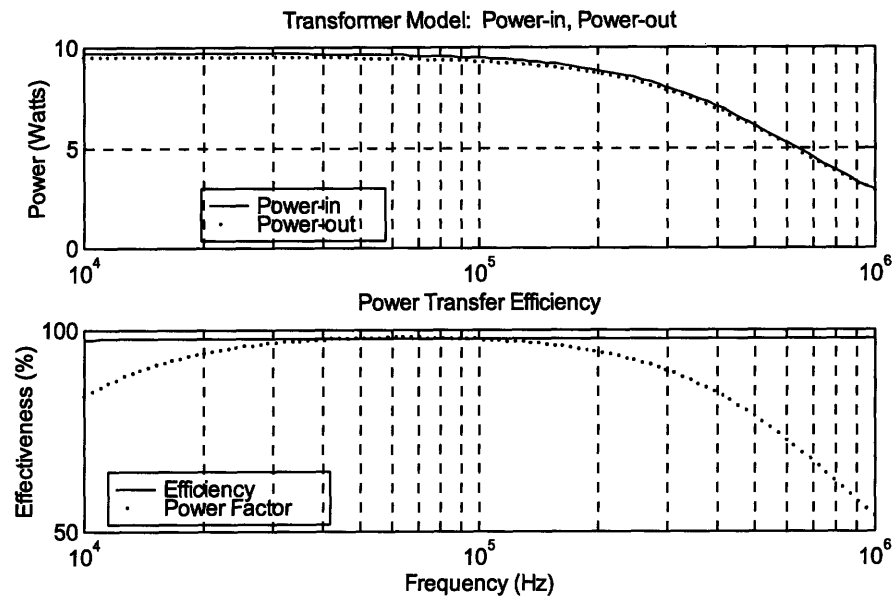 Transformer Model: Power-in, Power-out
10
5
0
Power (Watts)
Power-in
Power-out
10^4
10^5
10^6
Power Transfer Efficiency
100
50
Effectiveness (%)
Efficiency
Power Factor
10^4
10^5
10^6
Frequency (Hz)